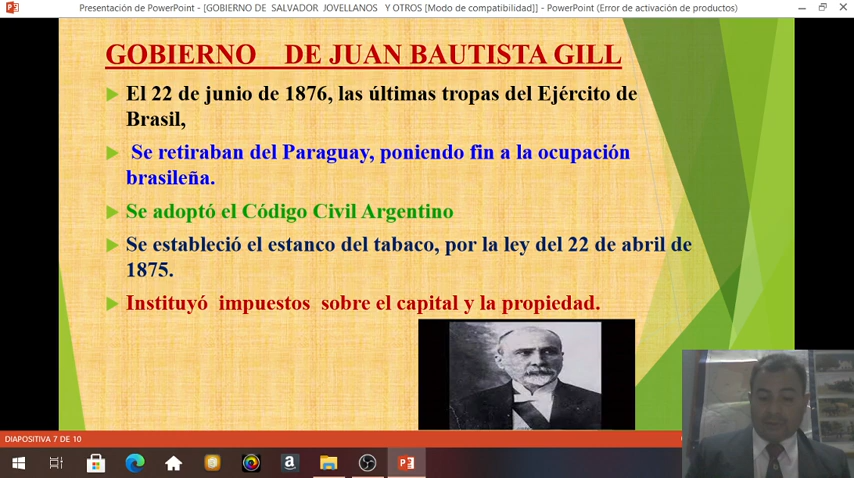 Presentación de PowerPoint - [GOBIERNO DE SALVADOR JOVELLANOS Y OTROS [Modo de compatibilidad]] - PowerPoint (Error de activación de productos)
GOBIERNO DE JUAN BAUTISTA GILL
El 22 de junio de 1876, las últimas tropas del Ejército de
Brasil,
Se retiraban del Paraguay, poniendo fin a la ocupación
brasileña.
Se adoptó el Código Civil Argentino
Se estableció el estanco del tabaco, por la ley del 22 de abril de
1875.
Instituyó impuestos sobre el capital y la propiedad.
DIAPOSITIVA 7 DE 10